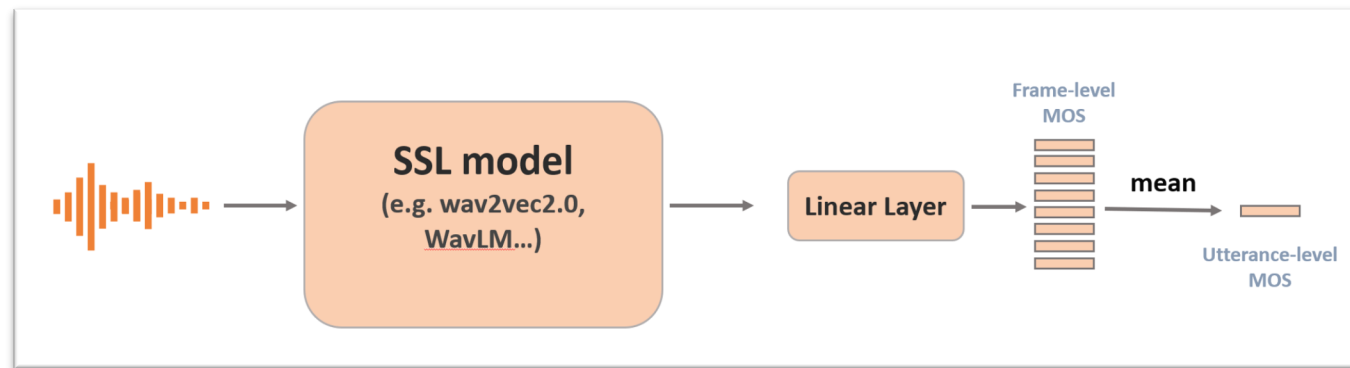 SSL model
(e.g. wav2vec2.0,
WavLM...)
Linear Layer
Frame-level
MOS
mean
Utterance-level
MOS